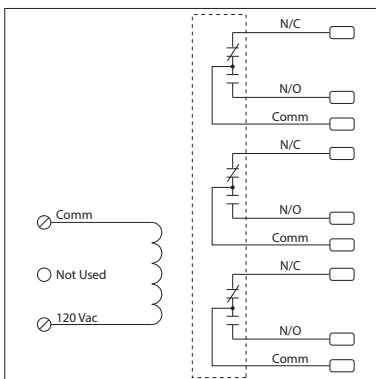 N/C
N/O
Comm
N/C
N/O
Comm
N/C
N/O
Comm
Comm
Not Used
120 Vac